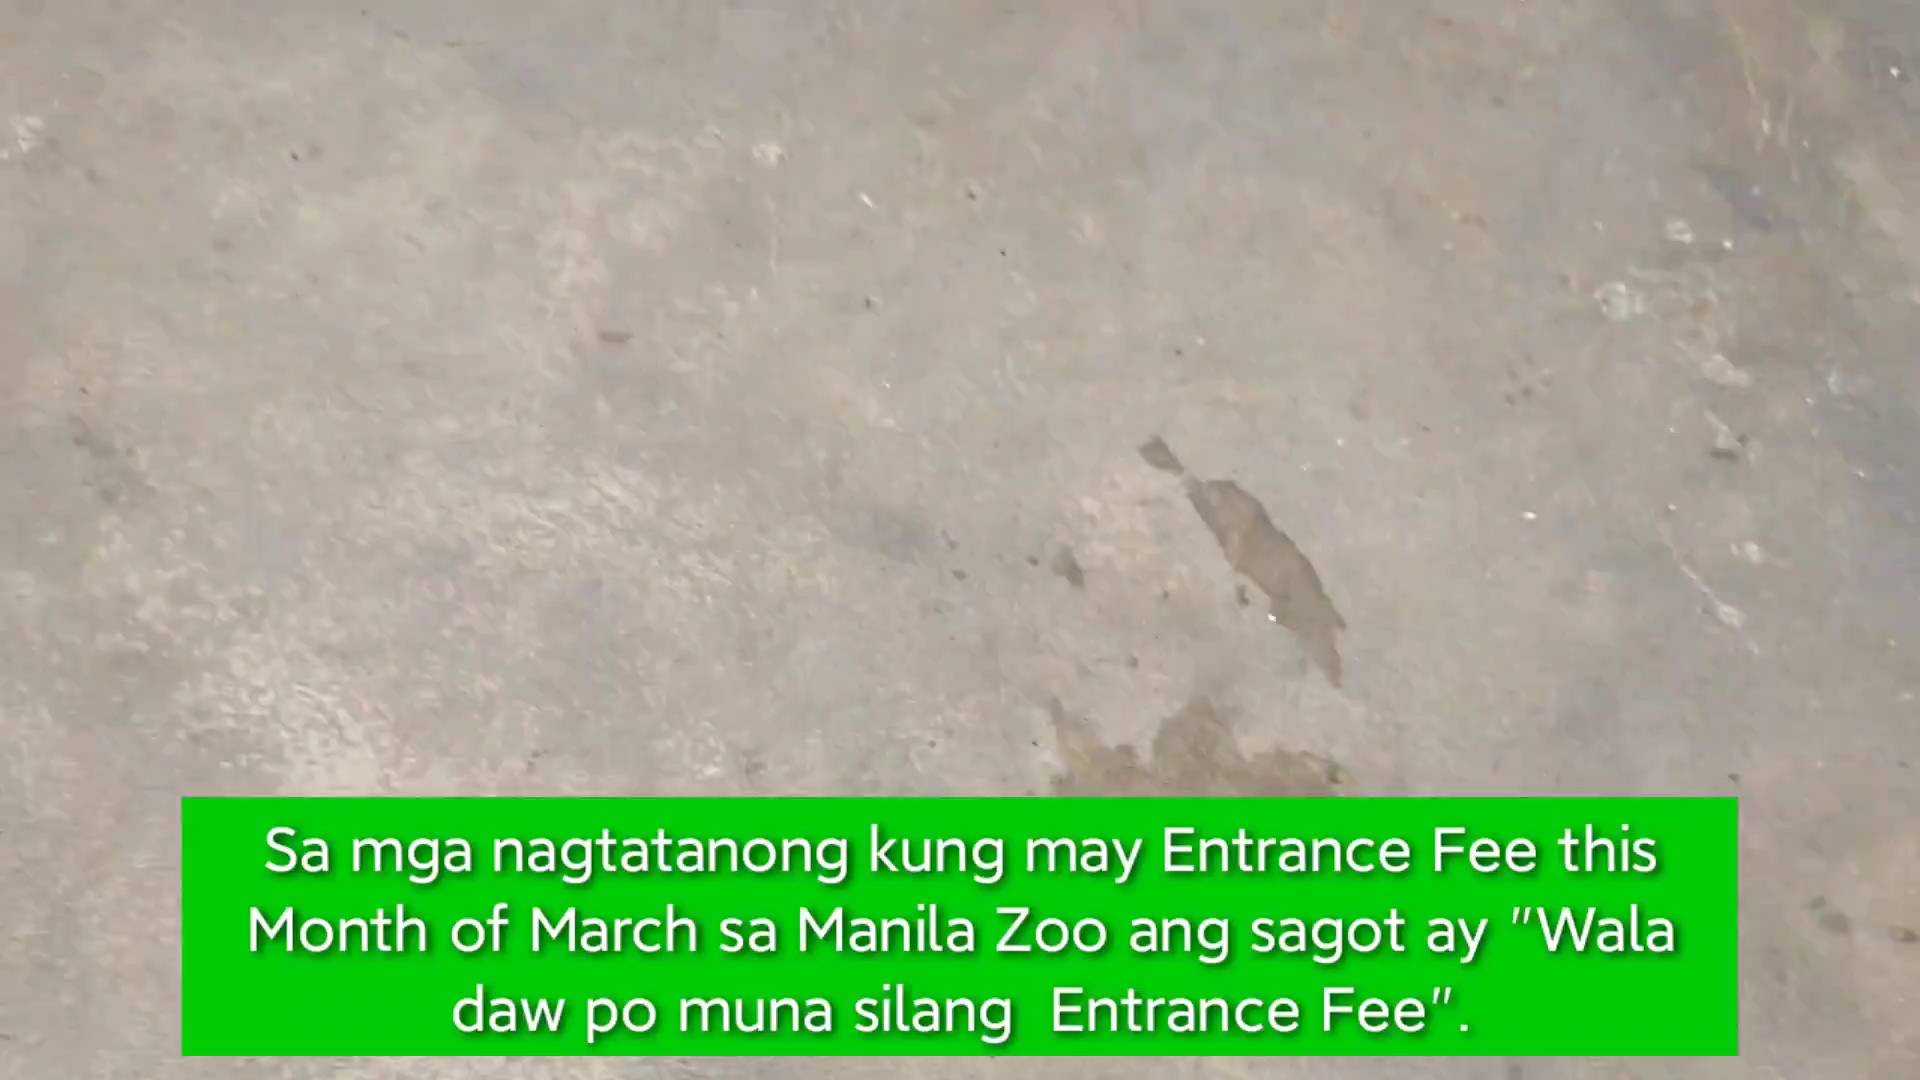 Sa mga nagtatanong kung may Entrance Fee this
Month of March sa Manila Zoo ang sagot ay "Wala
daw po muna silang  Entrance Fee".